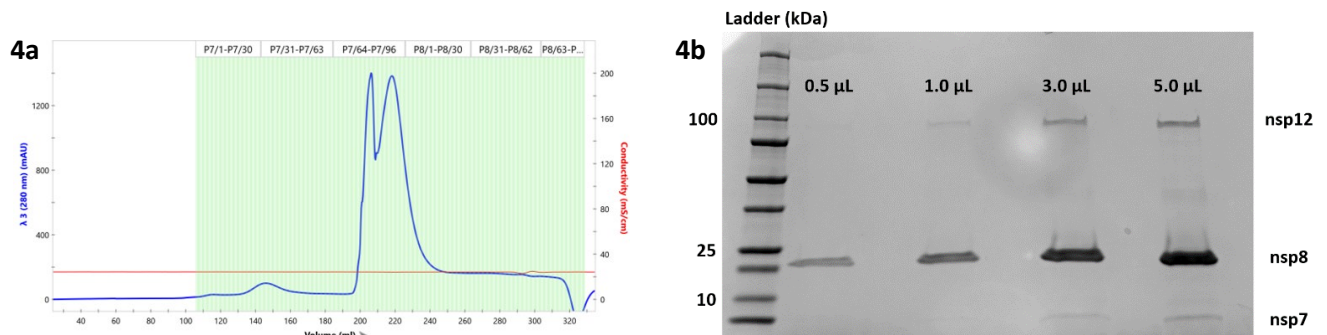 4a
P7/1-P7/30 P7/31-P7/63 P7/64-P7/96 P8/1-P8/30 P8/31-P8/62 P8/63-P...
λ 3 (280 nm) (mAU)
1200
800
400
0
200
160
120
80
40
0
Conductivity (mS/cm)
40 60 80 100 120 140 160 180 200 220 240 260 280 300 320
Volume (ml)
4b
Ladder (kDa)
0.5 µL 1.0 µL 3.0 µL 5.0 µL
100 nsp12
25 nsp8
10 nsp7